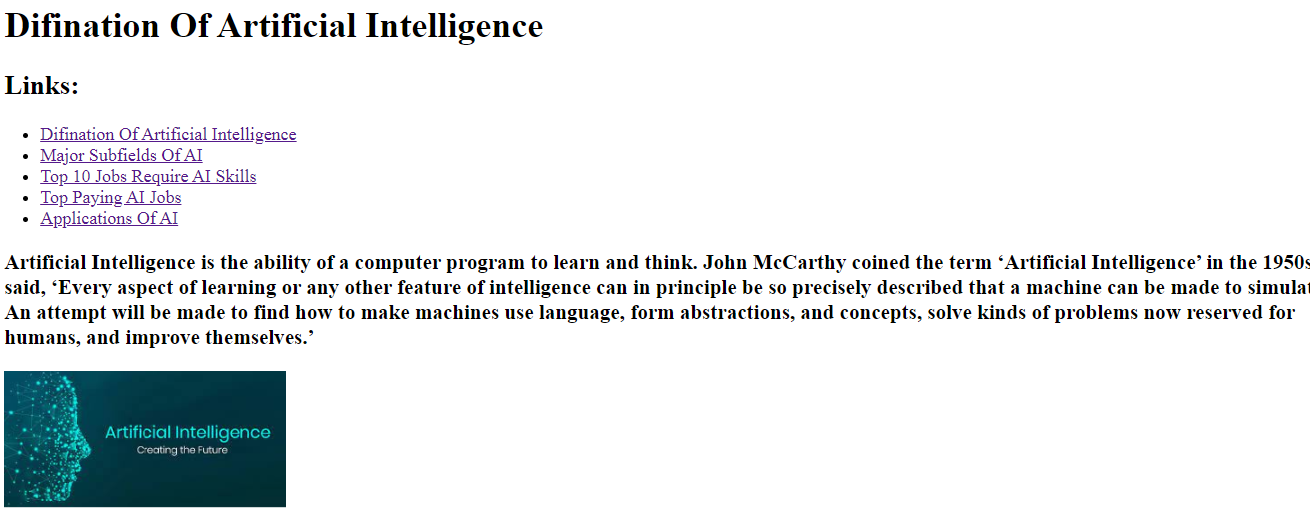 Difination Of Artificial Intelligence
Links:
Difination Of Artificial Intelligence
Major Subfields Of AI
Top 10 Jobs Require AI Skills
Top Paying AI Jobs
Applications Of AI
Artificial Intelligence is the ability of a computer program to learn and think. John McCarthy coined the term ‘Artificial Intelligence’ in the 1950s
said, ‘Every aspect of learning or any other feature of intelligence can in principle be so precisely described that a machine can be made to
An attempt will be made to find how to make machines use language, form abstractions, and concepts, solve kinds of problems now reserved for
humans, and improve themselves.’
Artificial Intelligence
Creating the Future